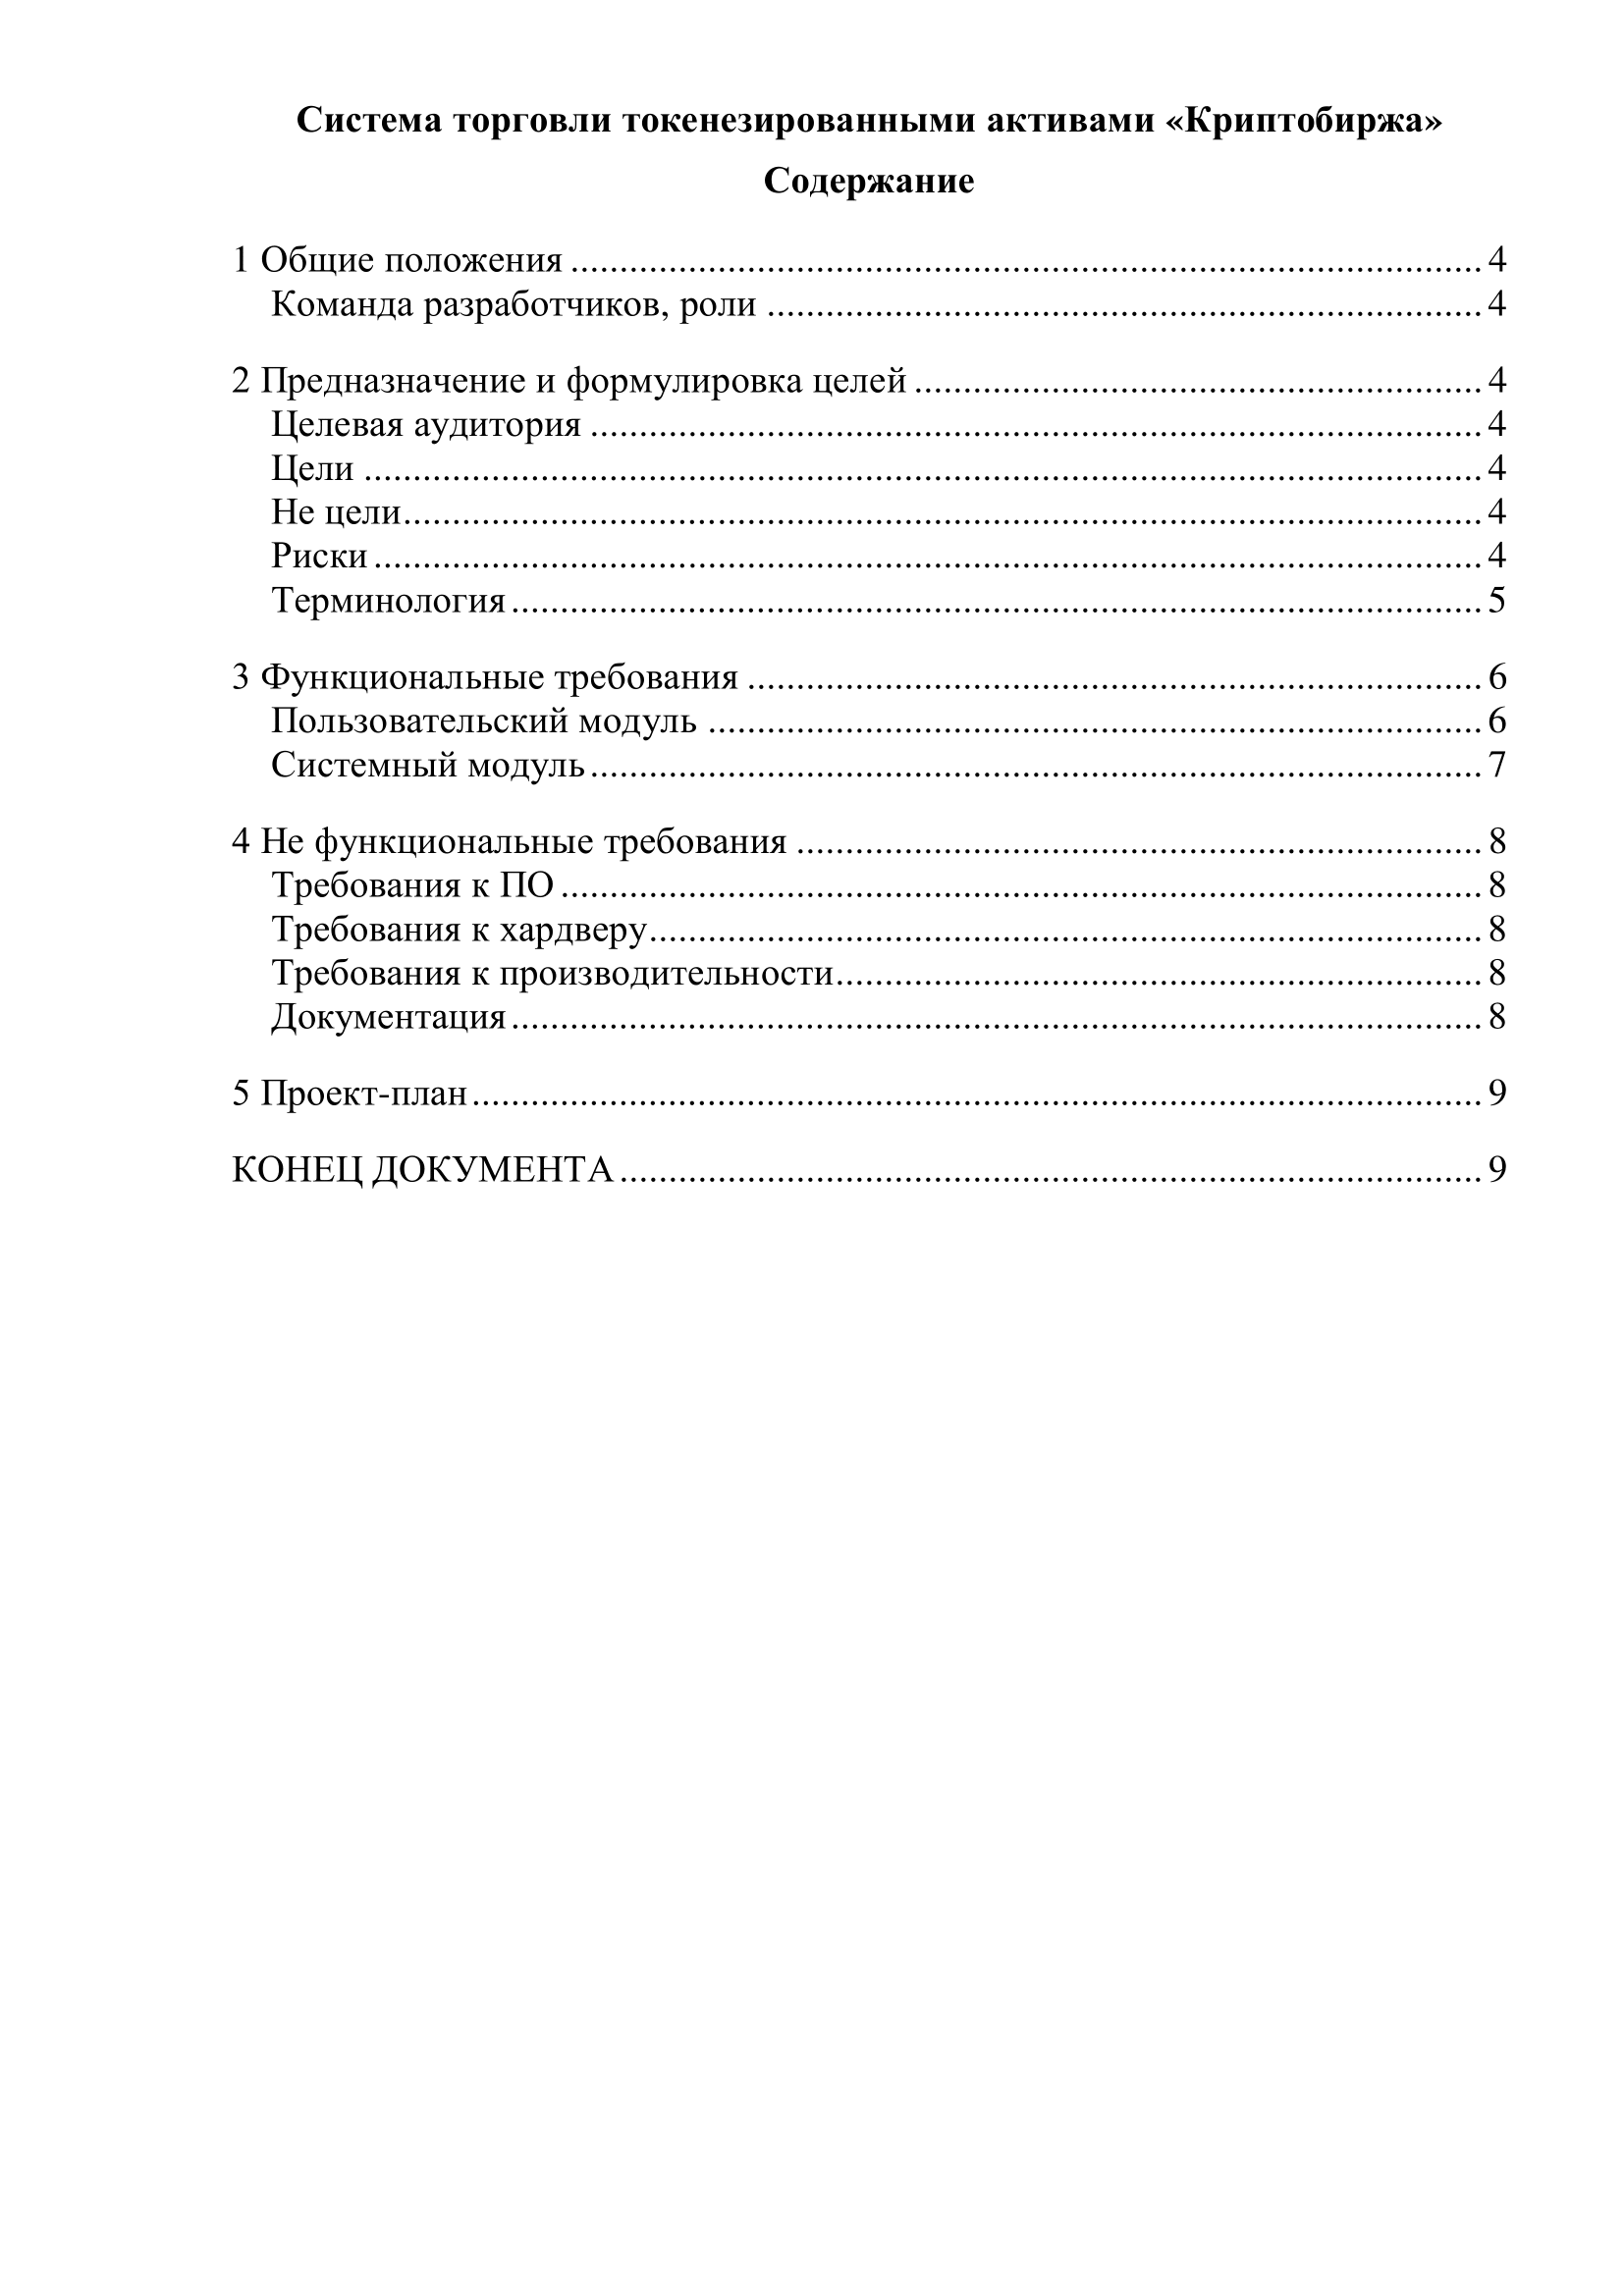 Система торговли токенезированными активами «Криптобиржа»
Содержание
1 Общие положения ........ 4
Команда разработчиков, роли ........ 4
2 Предназначение и формулировка целей ........ 4
Целевая аудитория ........ 4
Цели ........ 4
Не цели ........ 4
Риски ........ 4
Терминология ........ 5
3 Функциональные требования ........ 6
Пользовательский модуль ........ 6
Системный модуль ........ 7
4 Не функциональные требования ........ 8
Требования к ПО ........ 8
Требования к хардверу ........ 8
Требования к производительности ........ 8
Документация ........ 8
5 Проект-план ........ 9
КОНЕЦ ДОКУМЕНТА ........ 9